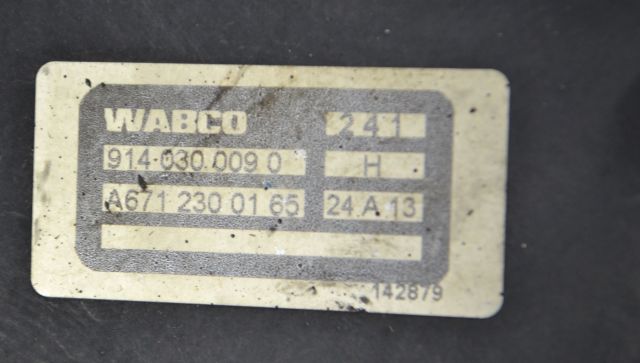 WABCO 241
914 030 009 0 H
A671 230 01 65 24 A 13
142879